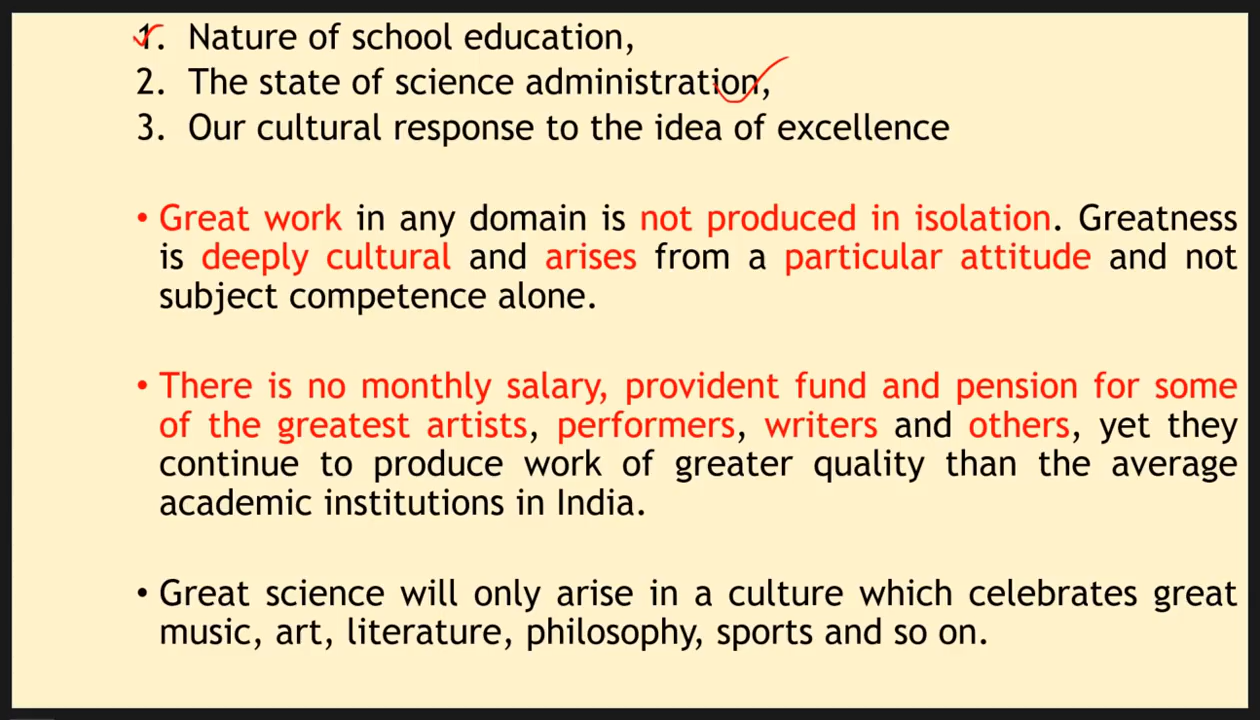 1. Nature of school education,
2. The state of science administration,
3. Our cultural response to the idea of excellence
• Great work in any domain is not produced in isolation. Greatness
is deeply cultural and arises from a particular attitude and not
subject competence alone.
• There is no monthly salary, provident fund and pension for some
of the greatest artists, performers, writers and others, yet they
continue to produce work of greater quality than the average
academic institutions in India.
• Great science will only arise in a culture which celebrates great
music, art, literature, philosophy, sports and so on.